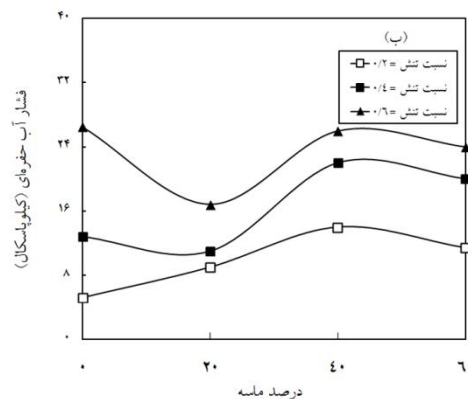 (ب)
نسبت تنش = ۰/۲
نسبت تنش = ۰/۴
نسبت تنش = ۰/۶
۴۰
۳۲
۲۴
۱۶
۸
۰
فشار آب حفره‌ای (کیلوپاسکال)
۰ ۲۰ ۴۰ ۶
درصد ماسه